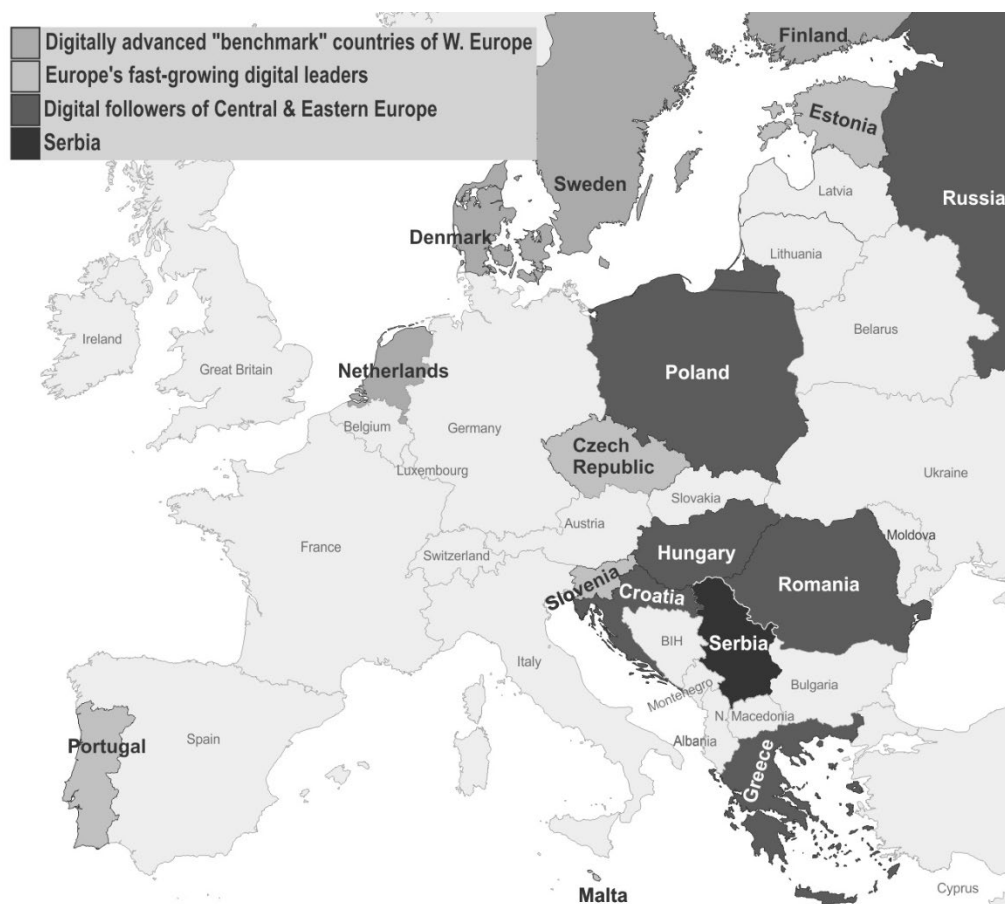 Digitally advanced "benchmark" countries of W. Europe
Europe's fast-growing digital leaders
Digital followers of Central & Eastern Europe
Serbia
Finland
Estonia
Sweden
Latvia
Russia
Denmark
Lithuania
Ireland
Belarus
Great Britain
Netherlands
Poland
Belgium
Germany
Czech
Republic
Luxembourg
Ukraine
Slovakia
Austria
Moldova
France
Switzerland
Hungary
Slovenia
Romania
Croatia
BIH
Serbia
Italy
Bulgaria
Montenegro
N. Macedonia
Portugal
Spain
Albania
Greece
Malta
Cyprus